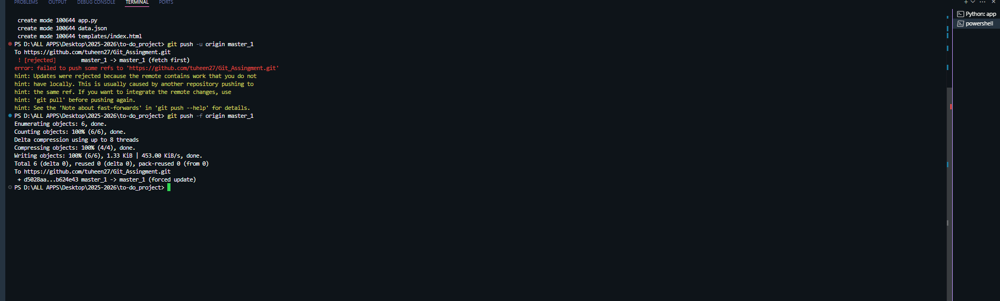 PROBLEMS OUTPUT DEBUG CONSOLE TERMINAL PORTS
create mode 100644 app.py
create mode 100644 data.json
create mode 100644 templates/index.html
PS D:\ALL APPS\Desktop\2025-2026\to-do_project> git push -u origin master_1
To https://github.com/tuheen27/Git_Assingment.git
! [rejected] master_1 -> master_1 (fetch first)
error: failed to push some refs to 'https://github.com/tuheen27/Git_Assingment.git'
hint: Updates were rejected because the remote contains work that you do not
hint: have locally. This is usually caused by another repository pushing to
hint: the same ref. If you want to integrate the remote changes, use
hint: 'git pull' before pushing again.
hint: See the 'Note about fast-forwards' in 'git push --help' for details.
PS D:\ALL APPS\Desktop\2025-2026\to-do_project> git push -f origin master_1
Enumerating objects: 6, done.
Counting objects: 100% (6/6), done.
Delta compression using up to 8 threads
Compressing objects: 100% (4/4), done.
Writing objects: 100% (6/6), 1.33 KiB | 453.00 KiB/s, done.
Total 6 (delta 0), reused 0 (delta 0), pack-reused 0 (from 0)
To https://github.com/tuheen27/Git_Assingment.git
+ d5028aa...b624e43 master_1 -> master_1 (forced update)
PS D:\ALL APPS\Desktop\2025-2026\to-do_project>
Python: app
powershell